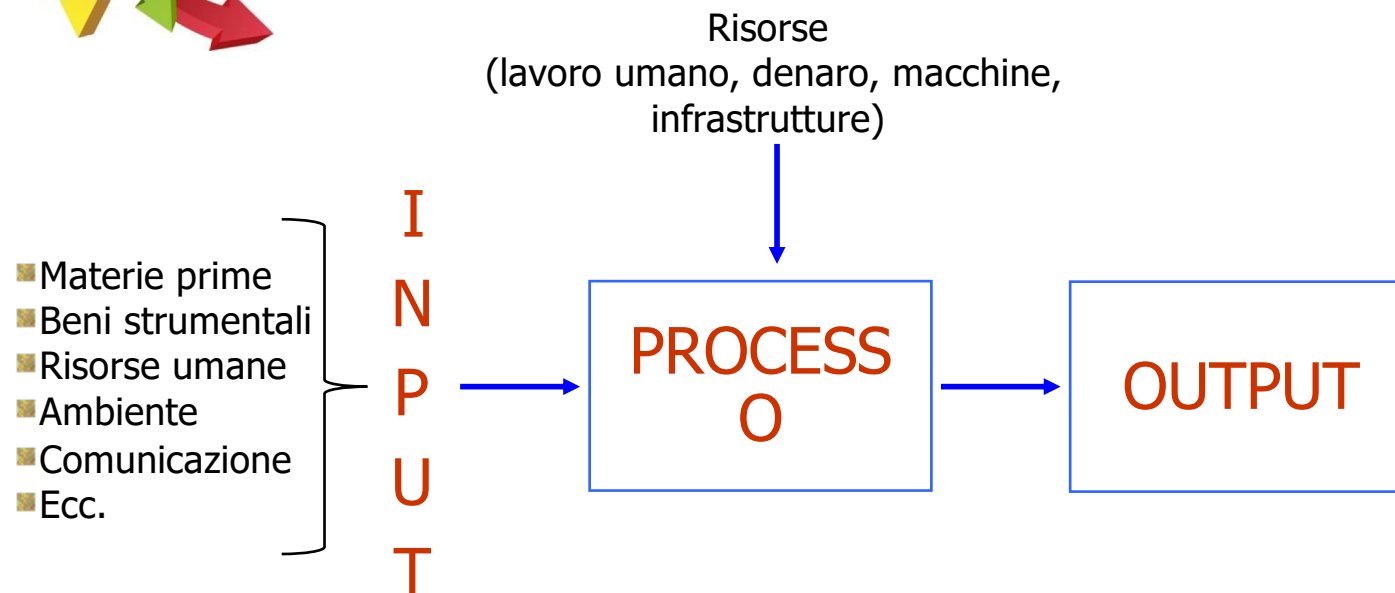 Risorse
(lavoro umano, denaro, macchine,
infrastrutture)
Materie prime
Beni strumentali
Risorse umane
Ambiente
Comunicazione
Ecc.
I
N
P
U
T
PROCESS
O
OUTPUT